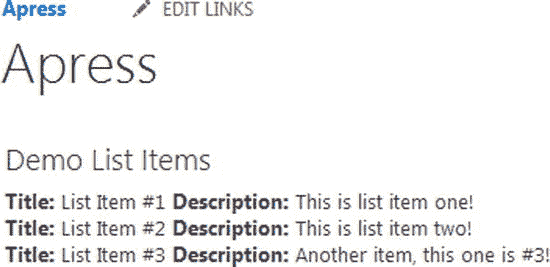 Apress EDIT LINKS
Apress
Demo List Items
Title: List Item #1 Description: This is list item one!
Title: List Item #2 Description: This is list item two!
Title: List Item #3 Description: Another item, this one is #3!